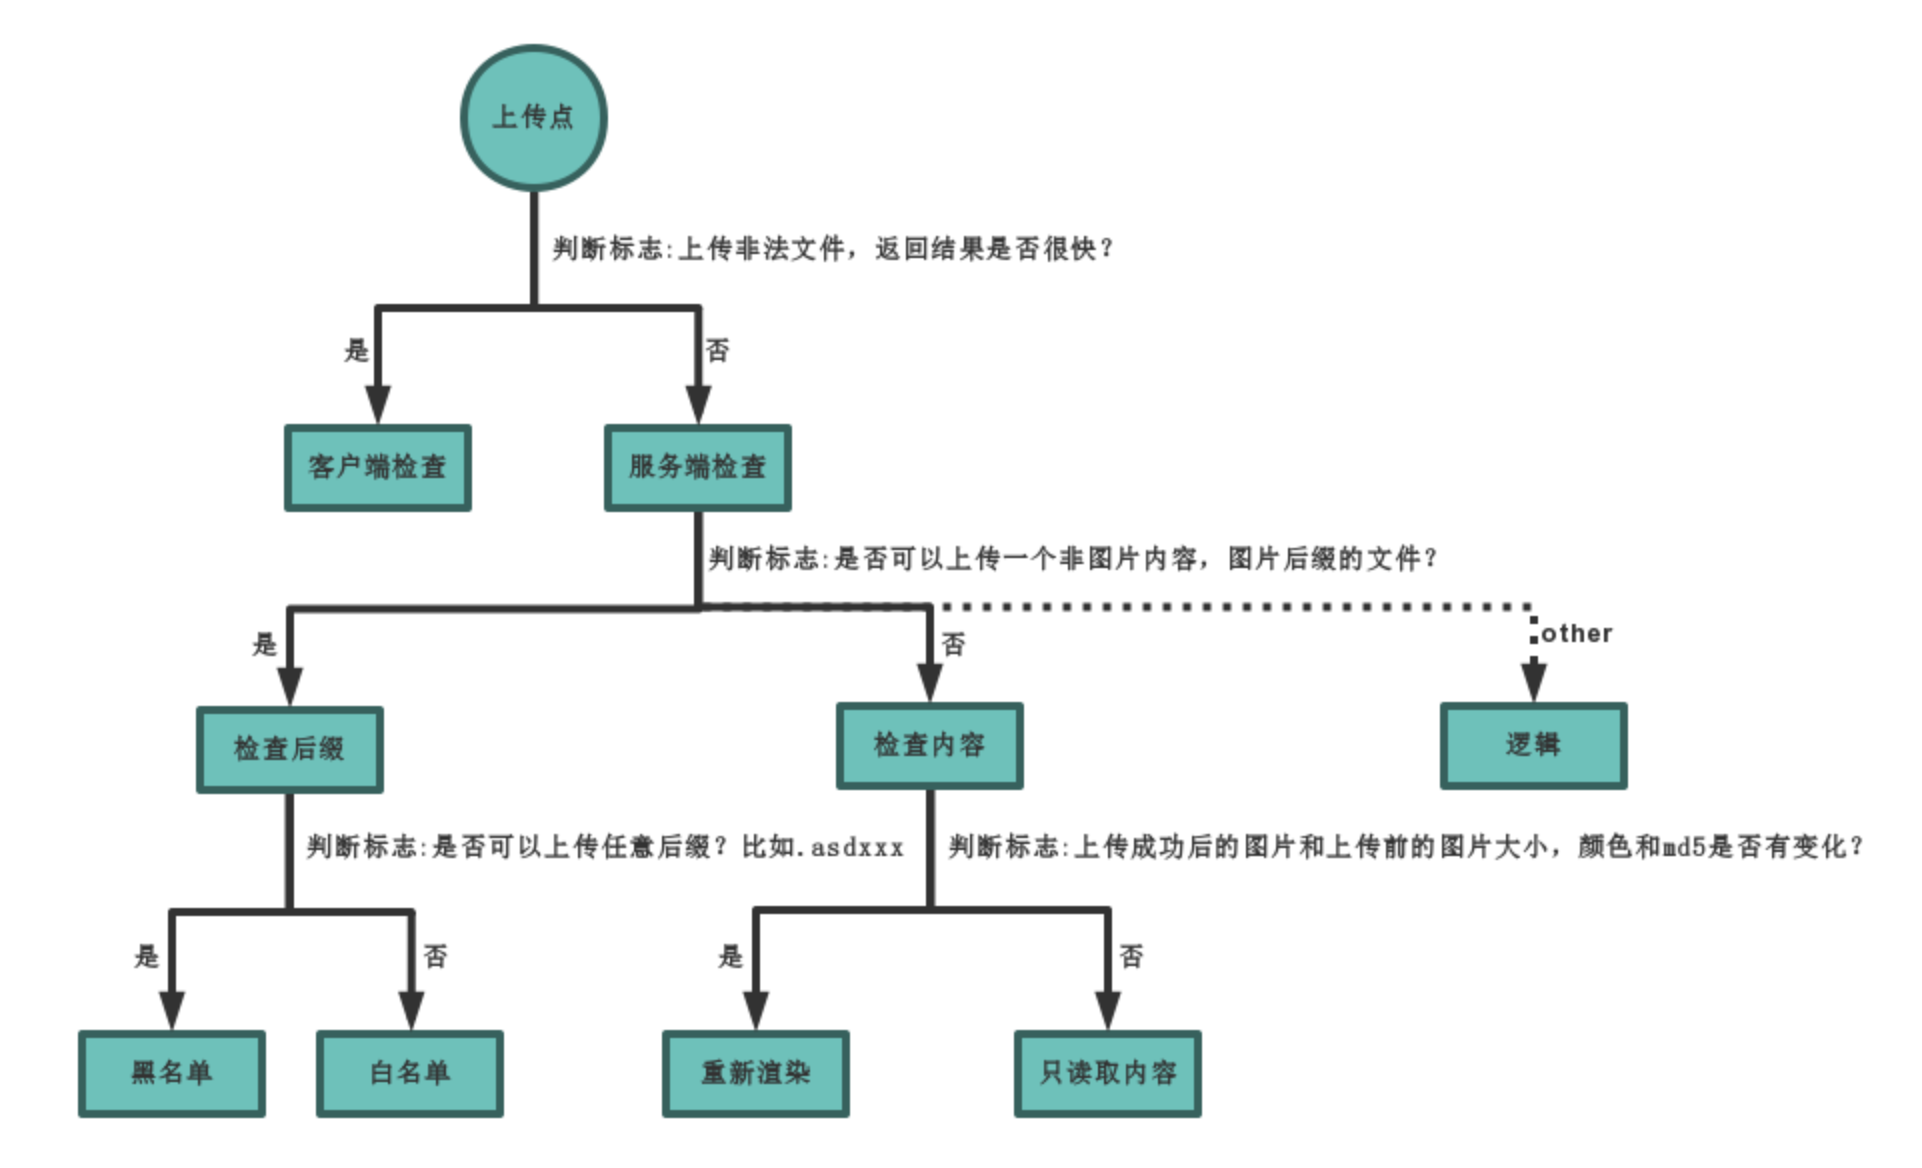 上传点
判断标志:上传非法文件，返回结果是否很快？
是
否
客户端检查
服务端检查
判断标志:是否可以上传一个非图片内容，图片后缀的文件？
other
是
否
检查后缀
检查内容
逻辑
判断标志:是否可以上传任意后缀？比如.asdxxx
判断标志:上传成功后的图片和上传前的图片大小，颜色和md5是否有变化？
是
否
是
否
黑名单
白名单
重新渲染
只读取内容